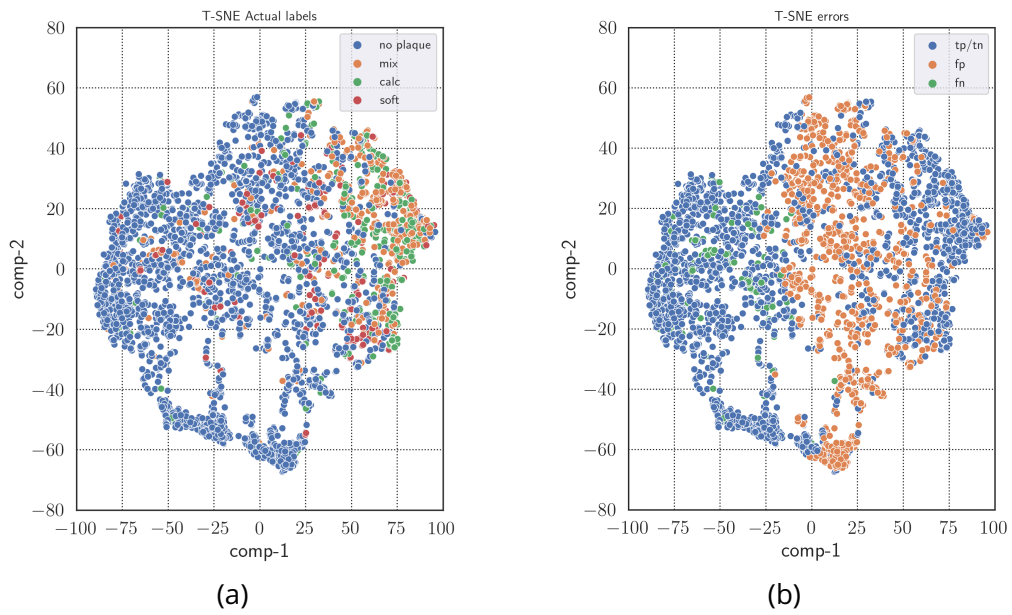 T-SNE Actual labels
80
60
40
20
0
−20
−40
−60
−80
−100 −75 −50 −25 0 25 50 75 100
comp-1
comp-2
no plaque
mix
calc
soft
(a)
T-SNE errors
80
60
40
20
0
−20
−40
−60
−80
−100 −75 −50 −25 0 25 50 75 100
comp-1
comp-2
tp/tn
fp
fn
(b)